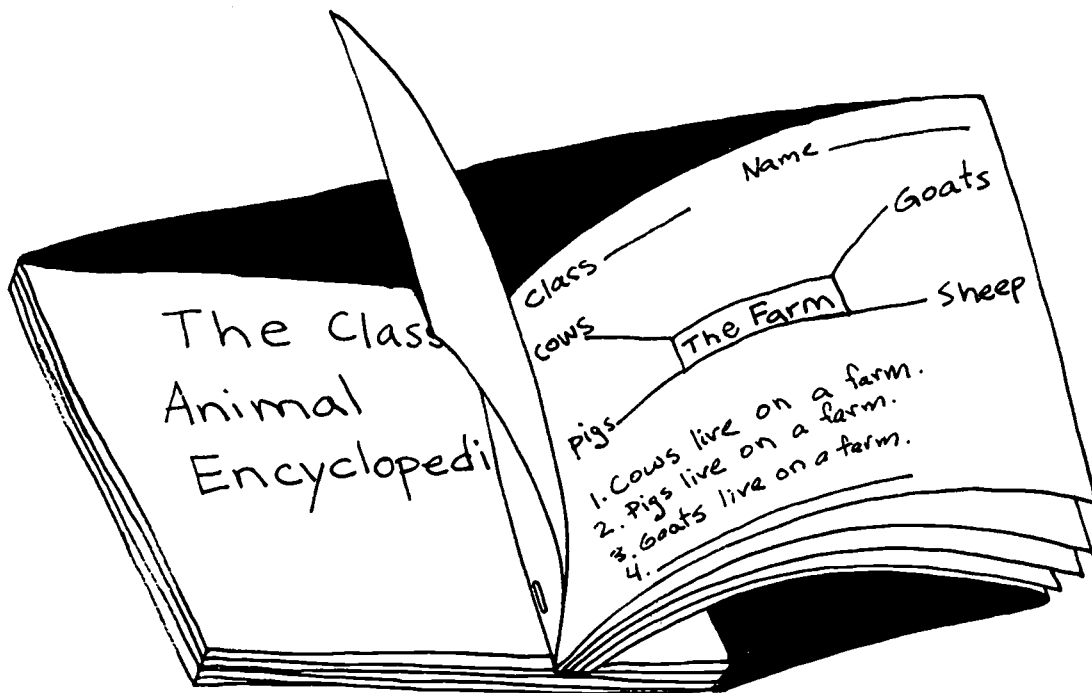 The Class
Animal
Encyclopedi
Name
Class
Goats
Cows
The Farm
Sheep
pigs
1. Cows live on a farm.
2. Pigs live on a farm.
3. Goats live on a farm.
4.